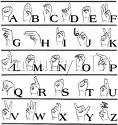 A B C D E F
G H I J K
L M N O P
Q R S T U
V W X Y Z